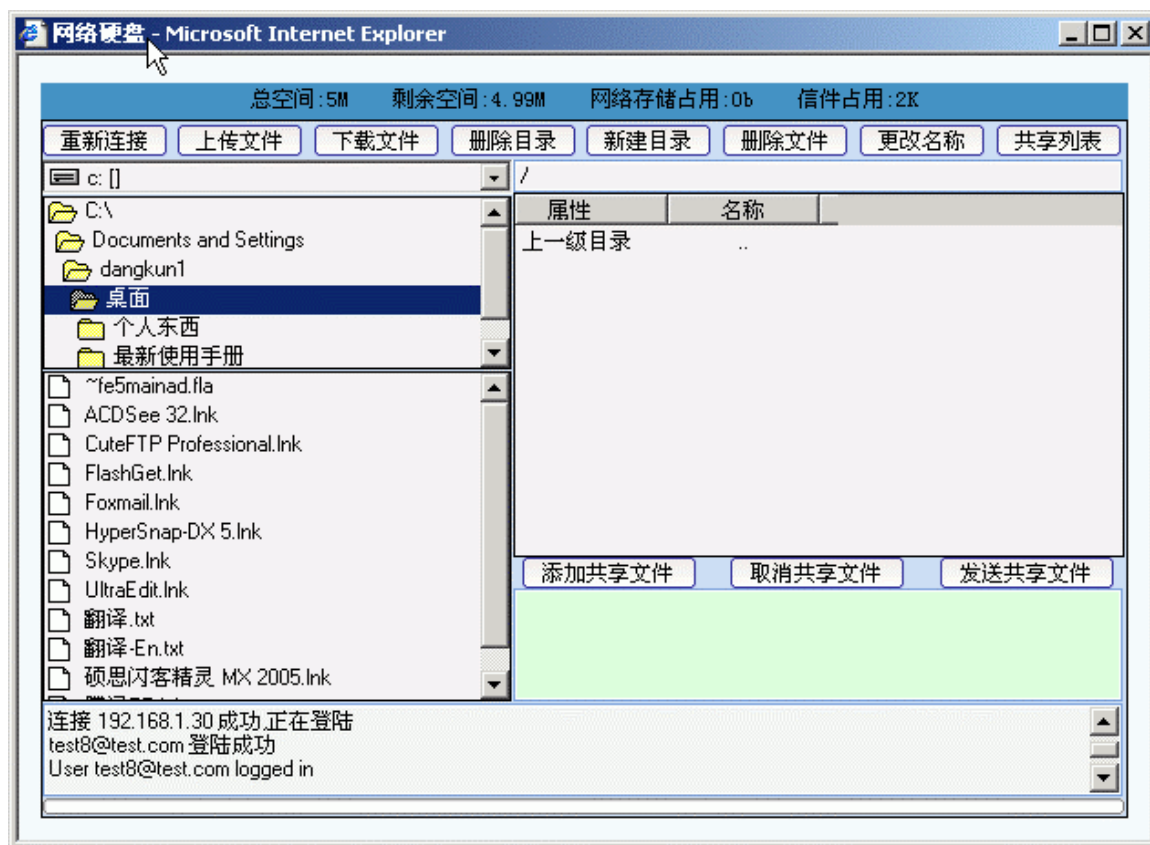 网络硬盘 - Microsoft Internet Explorer
总空间:5M 剩余空间:4.99M 网络存储占用:0b 信件占用:2K
重新连接 上传文件 下载文件 删除目录 新建目录 删除文件 更改名称 共享列表
c: []
/
C:\
Documents and Settings
dangkun1
桌面
个人东西
最新使用手册
属性 名称
上一级目录 ..
~fe5mainad.fla
ACDSee 32.lnk
CuteFTP Professional.lnk
FlashGet.lnk
Foxmail.lnk
HyperSnap-DX 5.lnk
Skype.lnk
UltraEdit.lnk
翻译.txt
翻译-En.txt
硕思闪客精灵 MX 2005.lnk
添加共享文件 取消共享文件 发送共享文件
连接 192.168.1.30 成功,正在登陆
test8@test.com 登陆成功
User test8@test.com logged in